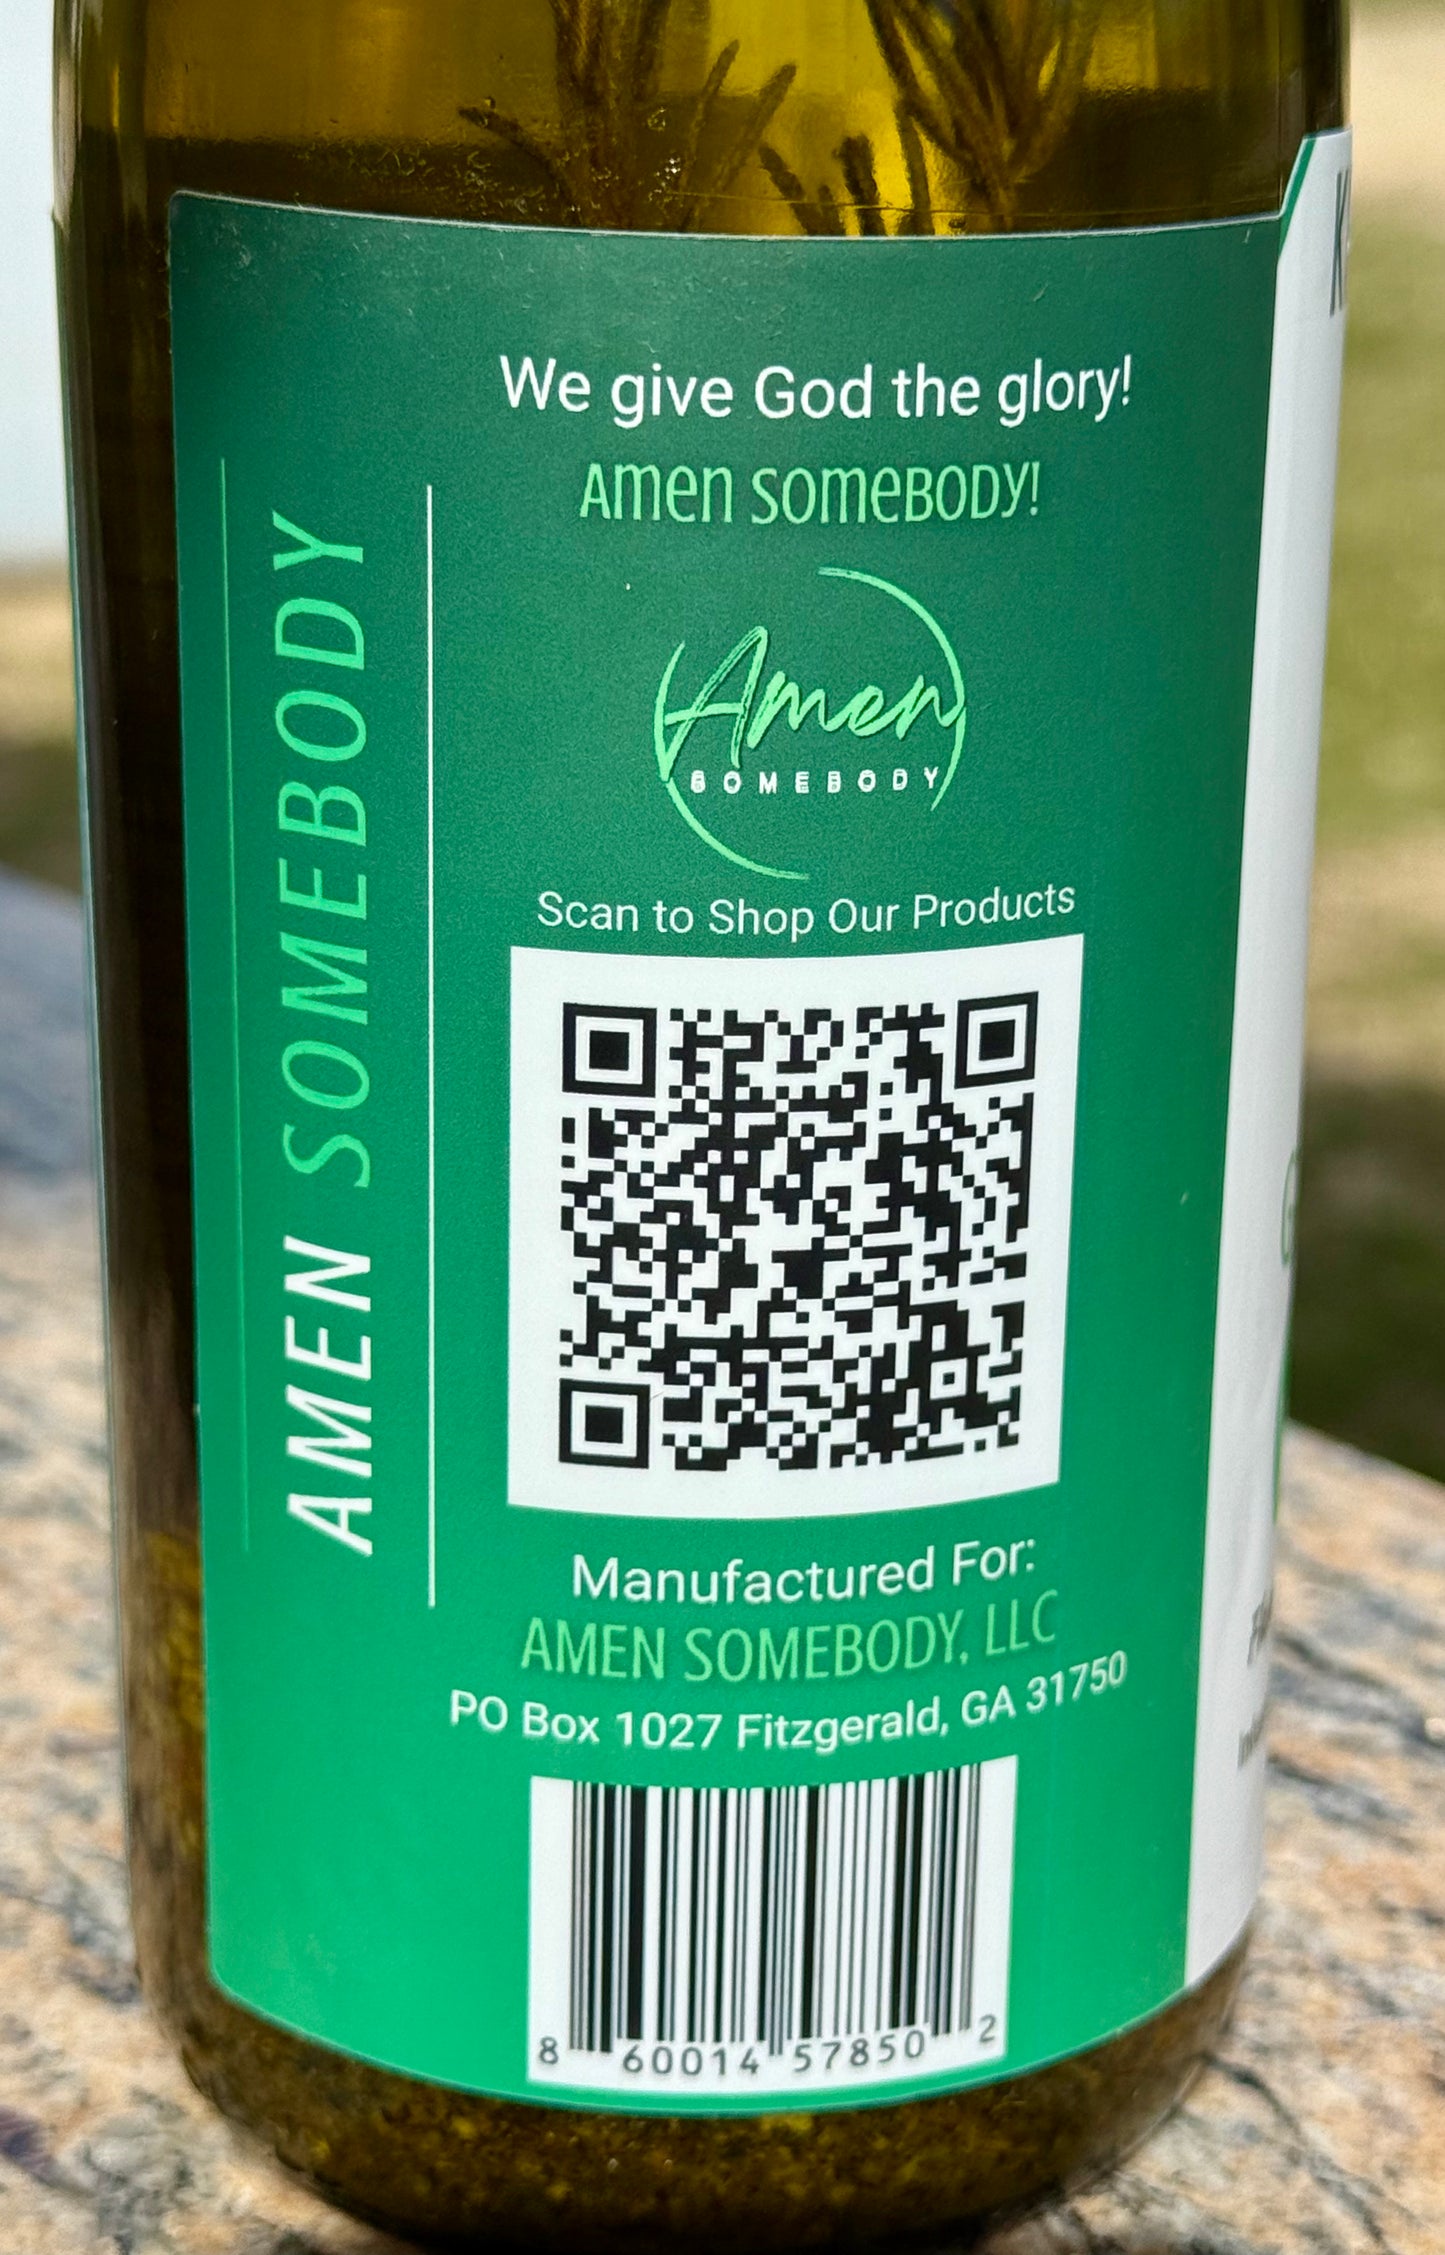 We give God the glory!
Amen SOMEBODY!
Amen
SOMEBODY
Scan to Shop Our Products
AMEN SOMEBODY
Manufactured For:
AMEN SOMEBODY, LLC
PO Box 1027 Fitzgerald, GA 31750
8 60014 57850 2